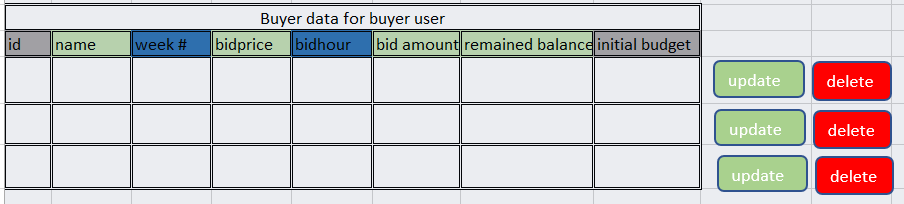 Buyer data for buyer user
id name week # bidprice bidhour bid amount remained balance initial budget
update delete
update delete
update delete